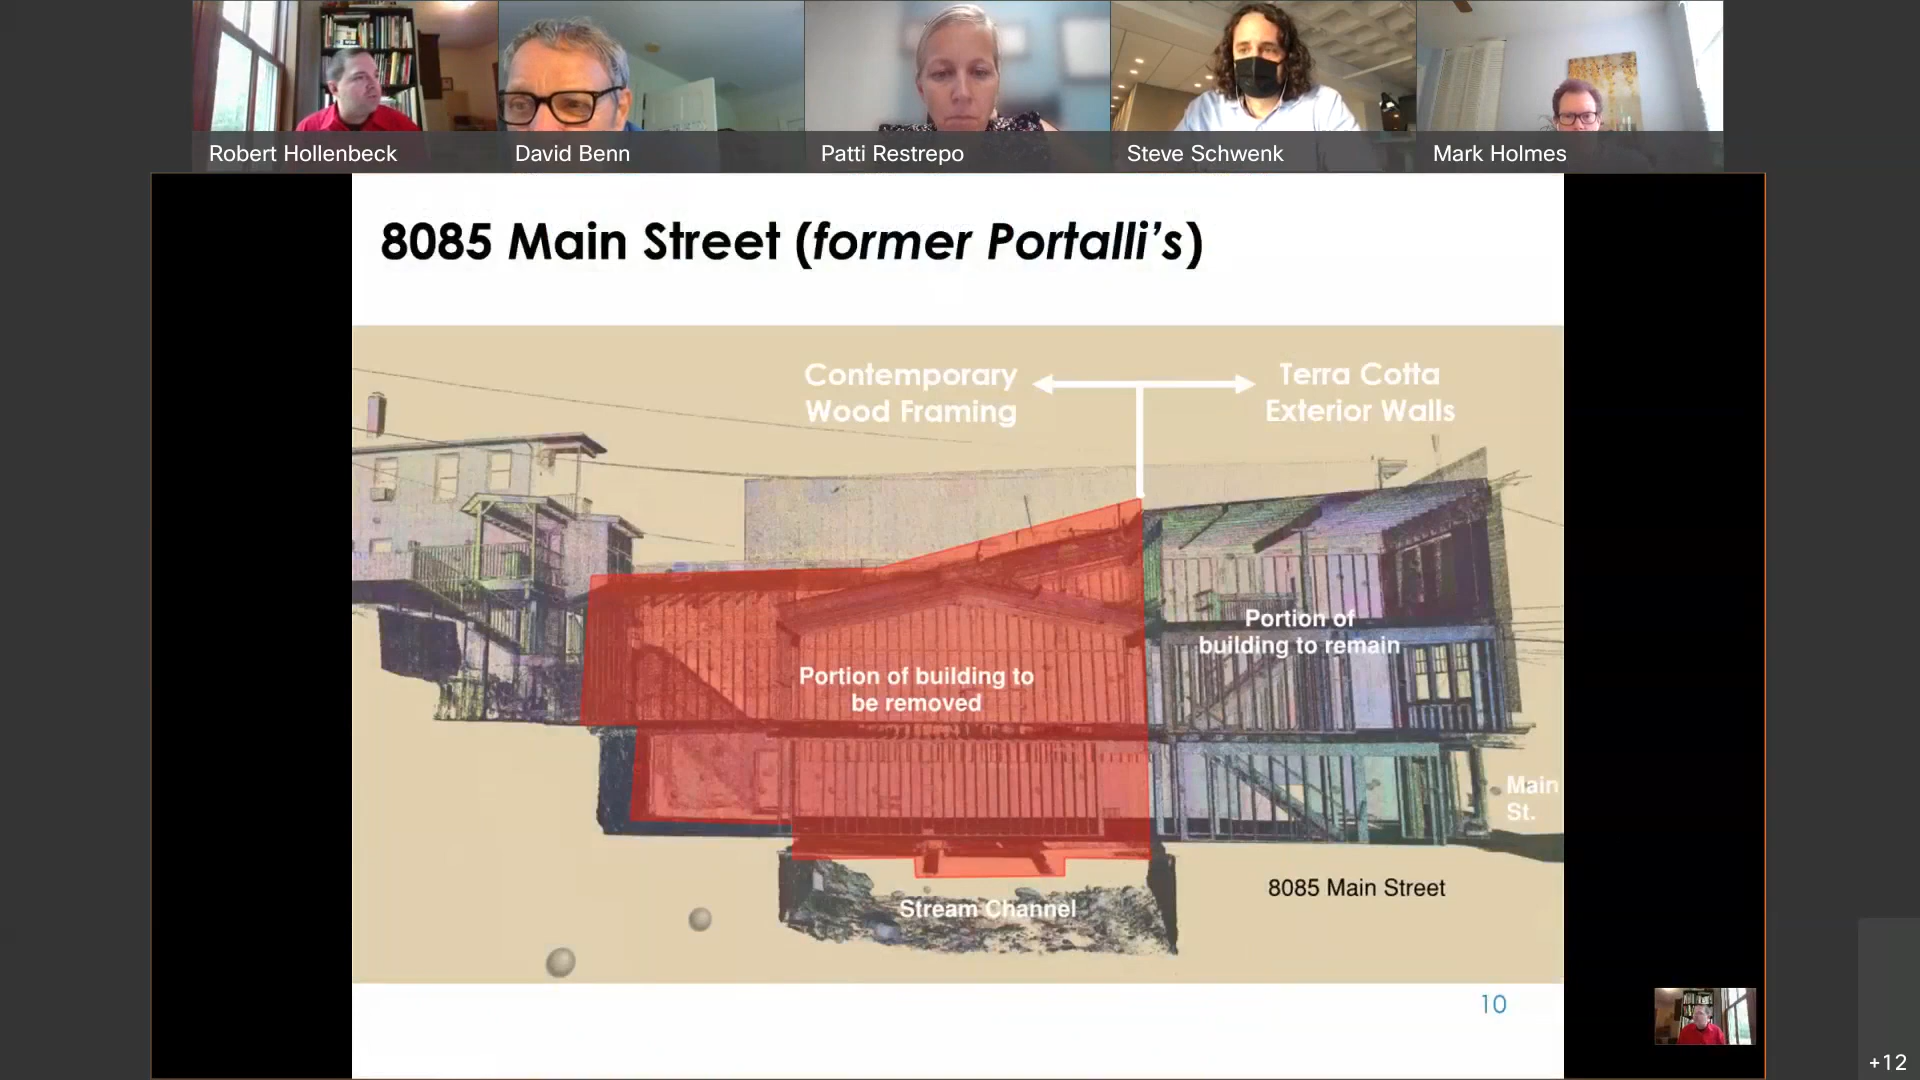 Robert Hollenbeck
David Benn
Patti Restrepo
Steve Schwenk
Mark Holmes
8085 Main Street (former Portalli's)
Contemporary
Wood Framing
Terra Cotta
Exterior Walls
Portion of
building to remain
Portion of building to
be removed
Main
St.
8085 Main Street
Stream Channel
10
+12